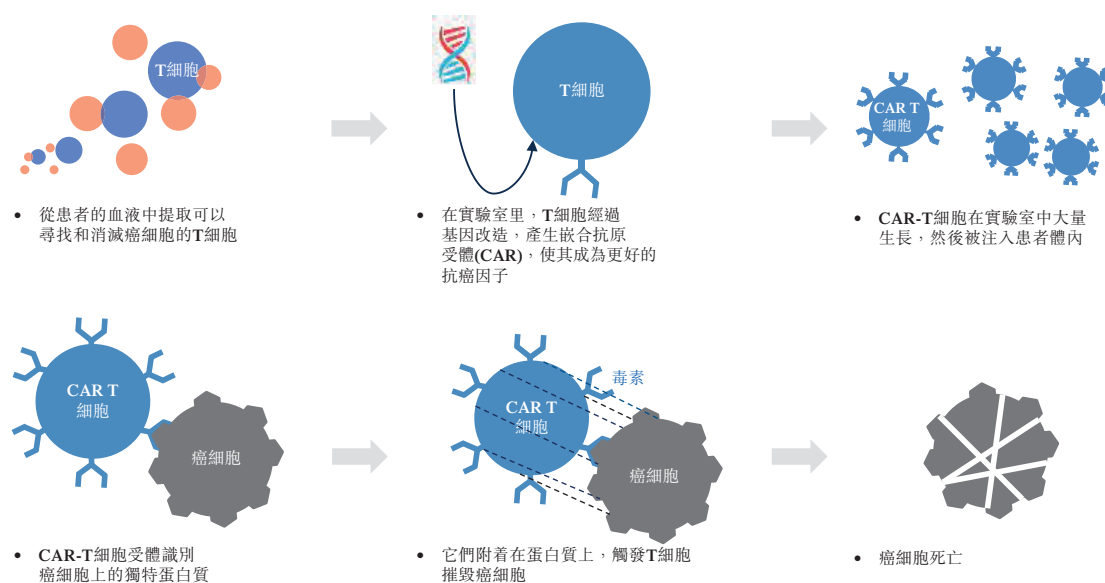 T細胞
T細胞
CAR T
細胞
• 從患者的血液中提取可以
尋找和消滅癌細胞的T細胞
• 在實驗室里，T細胞經過
基因改造，產生嵌合抗原
受體(CAR)，使其成為更好的
抗癌因子
• CAR-T細胞在實驗室中大量
生長，然後被注入患者體內
CAR T
細胞
癌細胞
毒素
CAR T
細胞
癌細胞
• CAR-T細胞受體識別
癌細胞上的獨特蛋白質
• 它們附着在蛋白質上，觸發T細胞
摧毀癌細胞
• 癌細胞死亡